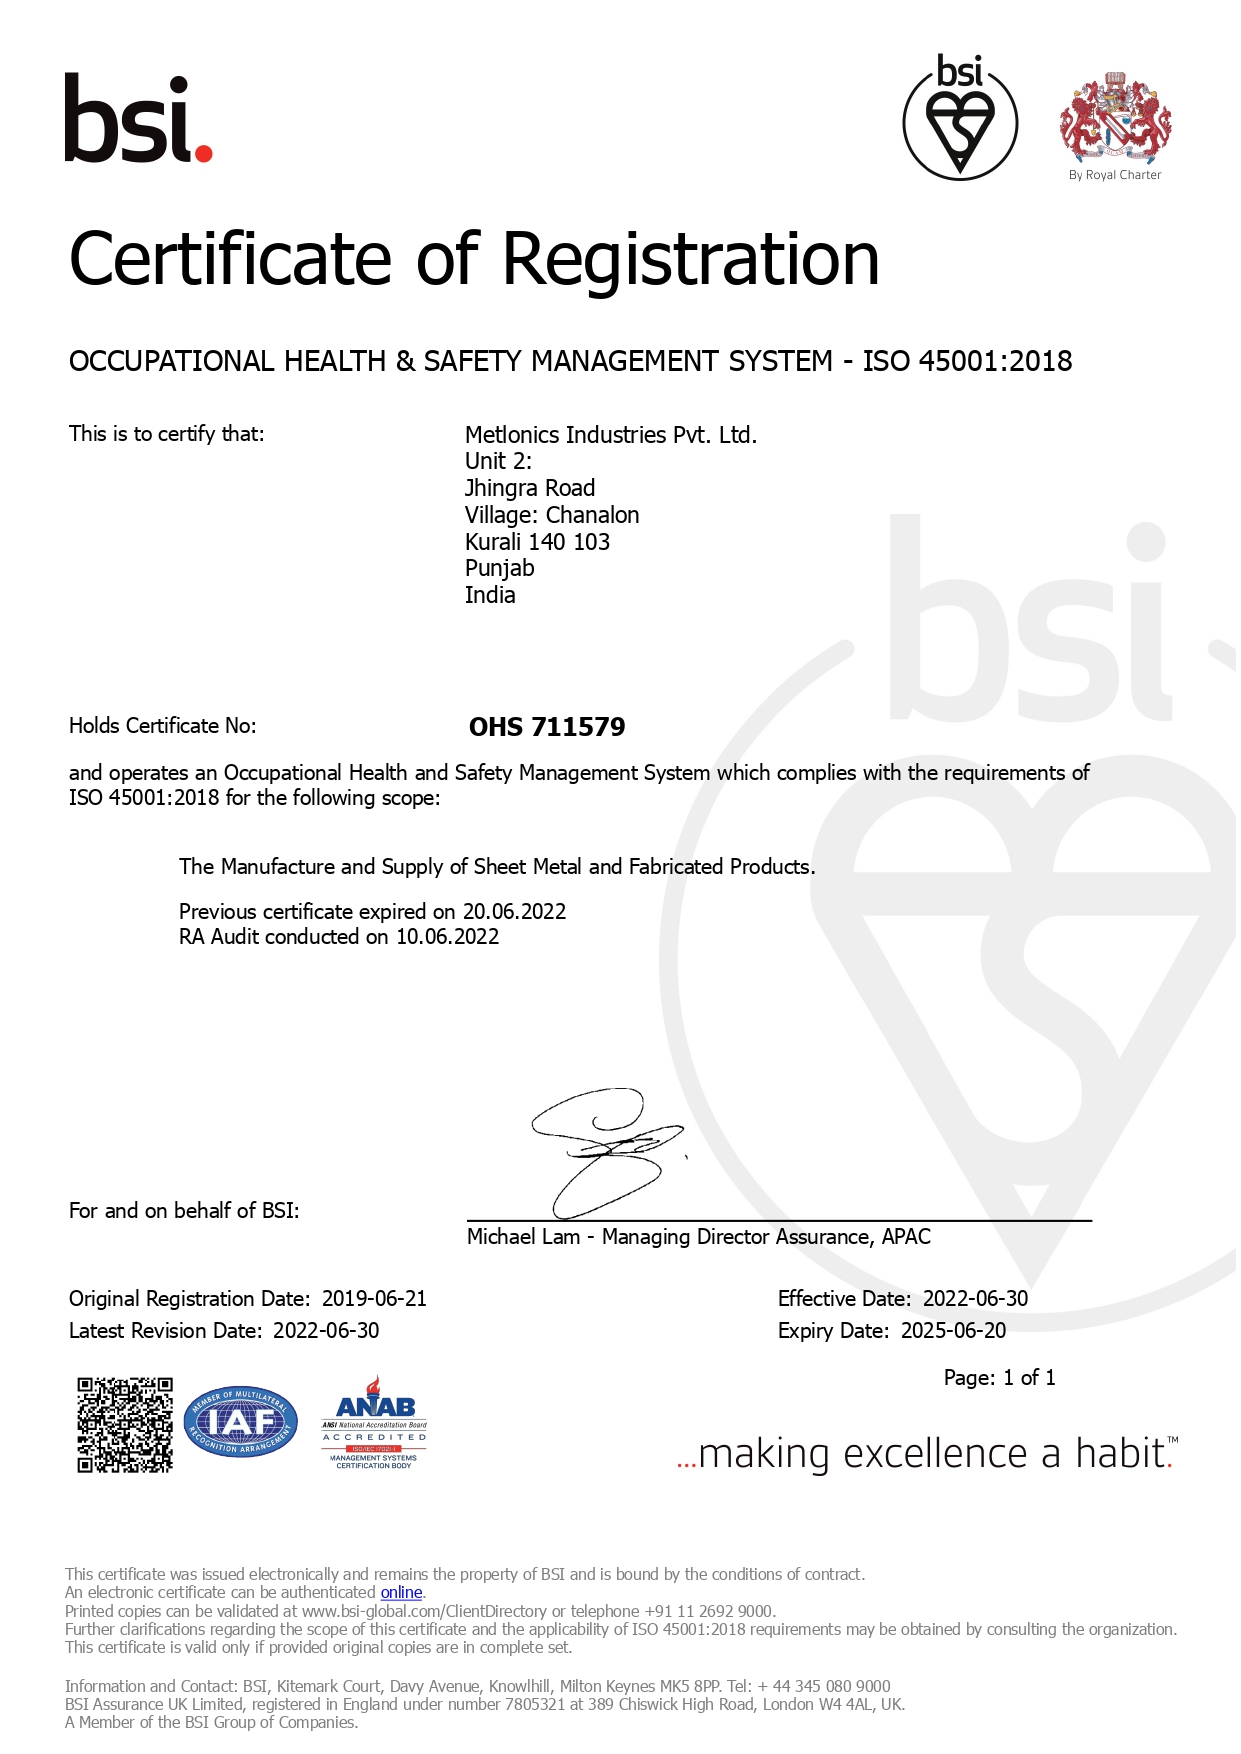 bsi.
bsi
By Royal Charter
Certificate of Registration
OCCUPATIONAL HEALTH & SAFETY MANAGEMENT SYSTEM - ISO 45001:2018
This is to certify that:
Metlonics Industries Pvt. Ltd.
Unit 2:
Jhingra Road
Village: Chanalon
Kurali 140 103
Punjab
India
bsi
Holds Certificate No:
OHS 711579
and operates an Occupational Health and Safety Management System which complies with the requirements of
ISO 45001:2018 for the following scope:
The Manufacture and Supply of Sheet Metal and Fabricated Products.
Previous certificate expired on 20.06.2022
RA Audit conducted on 10.06.2022
For and on behalf of BSI:
Michael Lam - Managing Director Assurance, APAC
Original Registration Date: 2019-06-21
Effective Date: 2022-06-30
Latest Revision Date: 2022-06-30
Expiry Date: 2025-06-20
Page: 1 of 1
MEMBER OF MULTILATERAL
IAF
RECOGNITION ARRANGEMENT
ANAB
ANSI National Accreditation Board
ACCREDITED
ISO/IEC 17021-1
MANAGEMENT SYSTEMS
CERTIFICATION BODY
...making excellence a habit.™
This certificate was issued electronically and remains the property of BSI and is bound by the conditions of contract.
An electronic certificate can be authenticated online.
Printed copies can be validated at www.bsi-global.com/ClientDirectory or telephone +91 11 2692 9000.
Further clarifications regarding the scope of this certificate and the applicability of ISO 45001:2018 requirements may be obtained by consulting the organization.
This certificate is valid only if provided original copies are in complete set.
Information and Contact: BSI, Kitemark Court, Davy Avenue, Knowlhill, Milton Keynes MK5 8PP. Tel: + 44 345 080 9000
BSI Assurance UK Limited, registered in England under number 7805321 at 389 Chiswick High Road, London W4 4AL, UK.
A Member of the BSI Group of Companies.